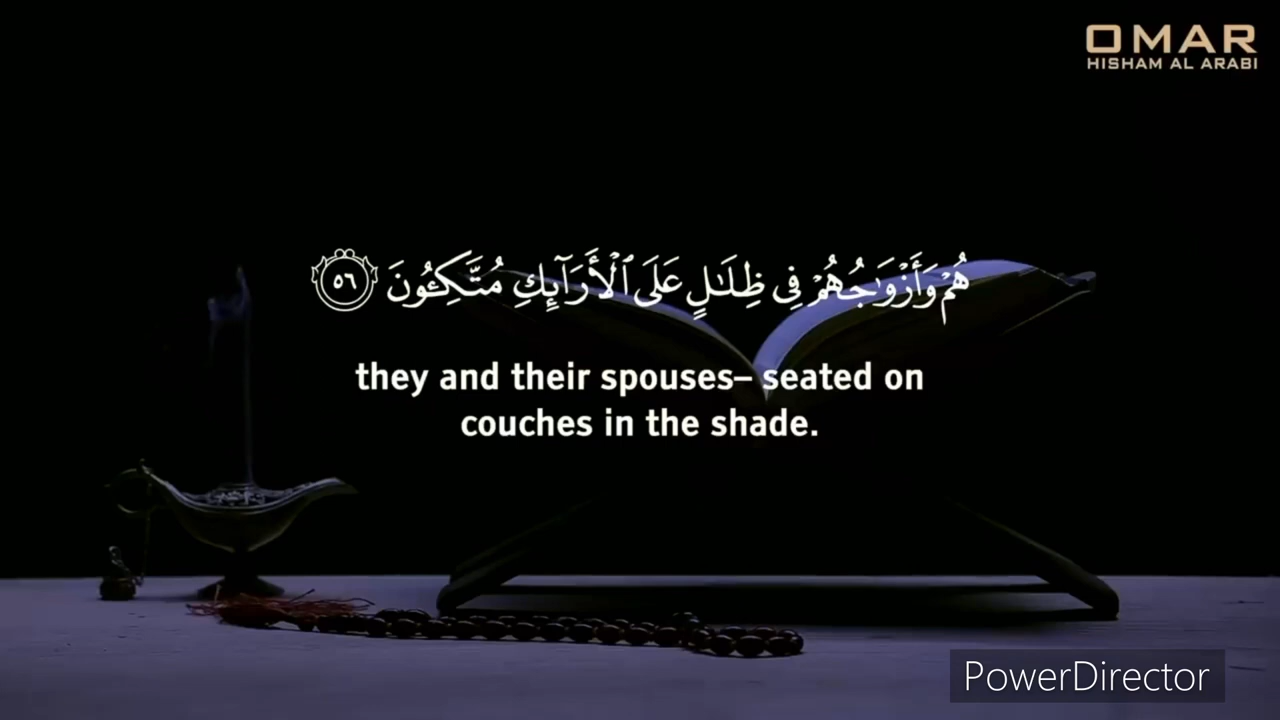 OMAR
HISHAM AL ARABI
هُمْ وَأَزْوَٰجُهُمْ فِى ظِلَـٰلٍ عَلَى ٱلْأَرَآئِكِ مُتَّكِـُٔونَ ٥٦
they and their spouses– seated on
couches in the shade.
PowerDirector